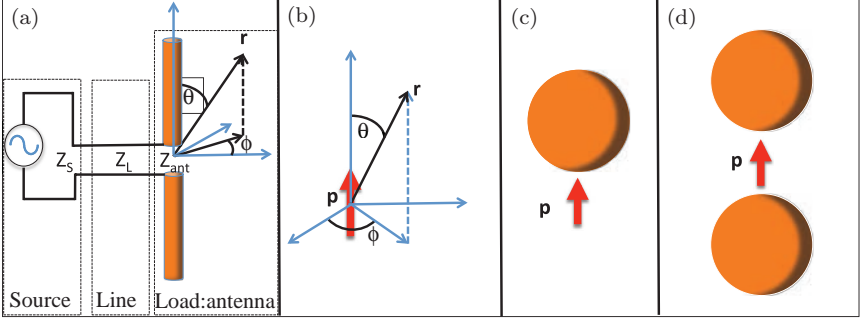 (a)
r
θ
ϕ
Z_S
Z_L
Z_ant
Source
Line
Load:antenna
(b)
r
θ
p
ϕ
(c)
p
(d)
p